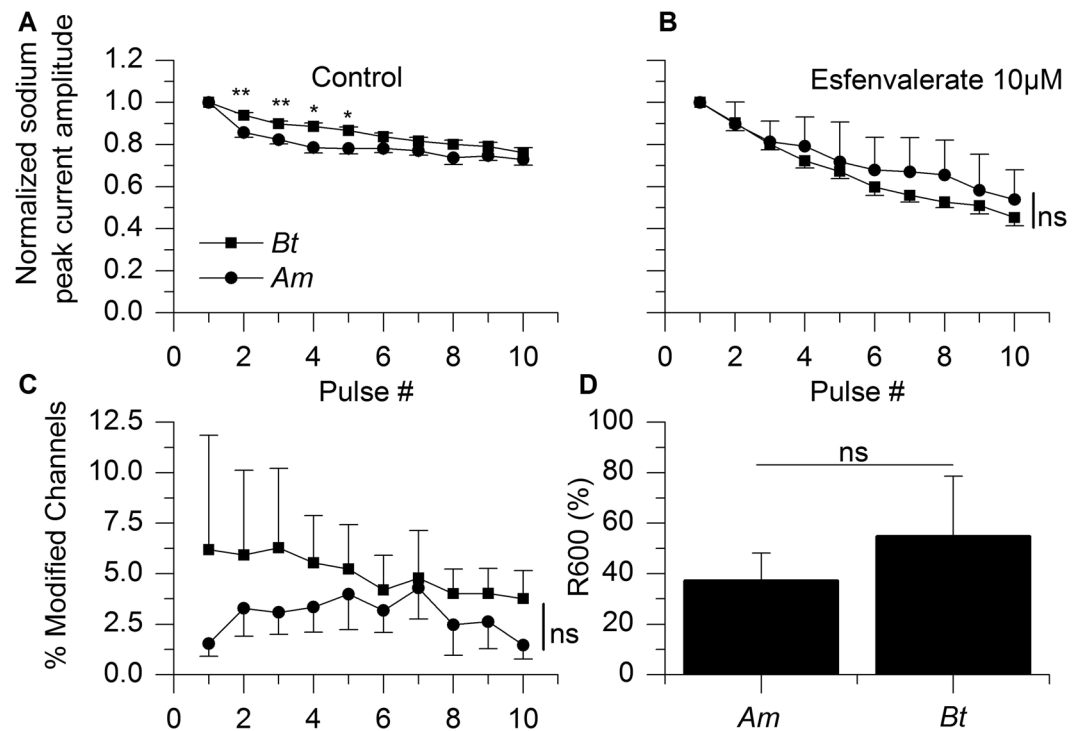 A
Normalized sodium
peak current amplitude
1.2
1.0
0.8
0.6
0.4
0.2
0.0
Control
** ** * *
Bt
Am
0 2 4 6 8 10
Pulse #
B
Esfenvalerate 10µM
ns
0 2 4 6 8 10
Pulse #
C
% Modified Channels
12.5
10.0
7.5
5.0
2.5
0.0
ns
0 2 4 6 8 10
D
R600 (%)
100
80
60
40
20
0
ns
Am Bt